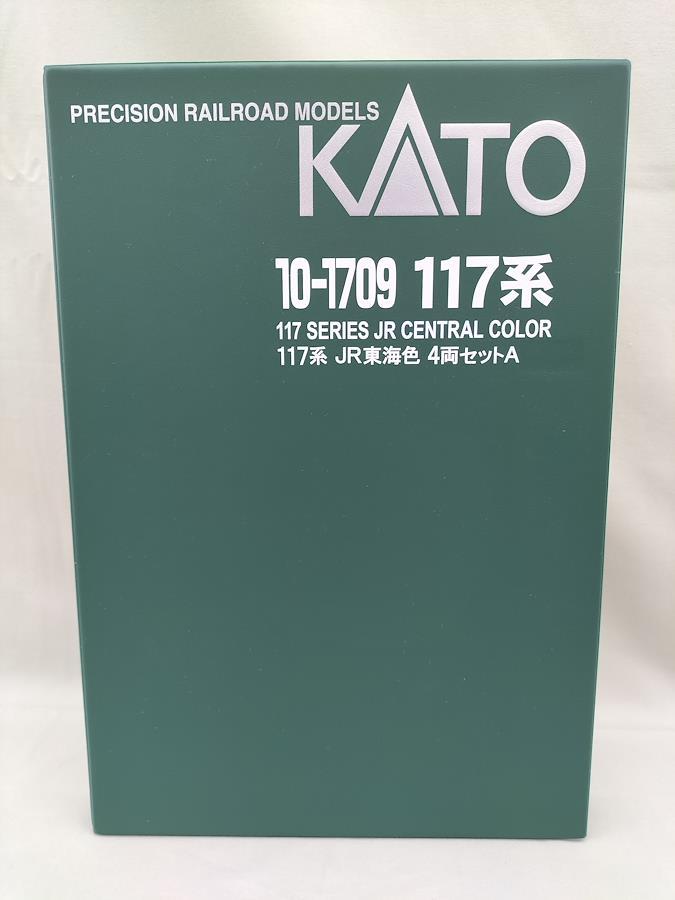 PRECISION RAILROAD MODELS
KATO
10-1709 117系
117 SERIES JR CENTRAL COLOR
117系 JR東海色 4両セットA